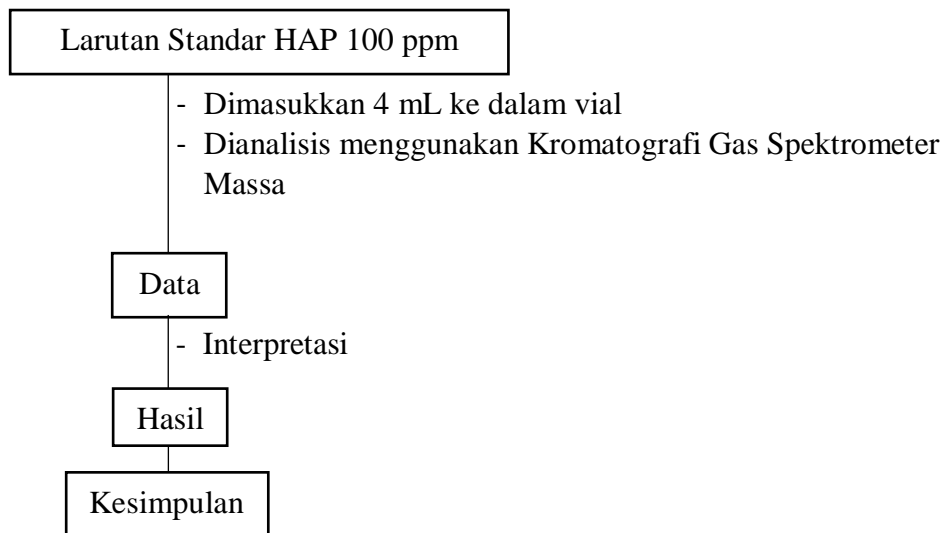 Larutan Standar HAP 100 ppm
- Dimasukkan 4 mL ke dalam vial
- Dianalisis menggunakan Kromatografi Gas Spektrometer
Massa
Data
- Interpretasi
Hasil
Kesimpulan